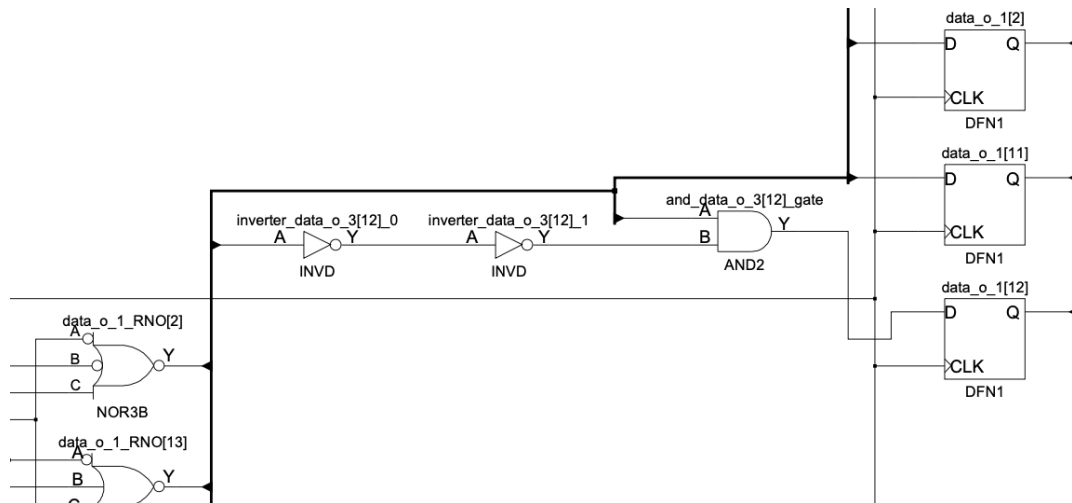 data_o_1[2]
D Q
CLK
DFN1
data_o_1[11]
D Q
CLK
DFN1
and_data_o_3[12]_gate
A
B
Y
AND2
inverter_data_o_3[12]_0
A Y
INVD
inverter_data_o_3[12]_1
A Y
INVD
data_o_1[12]
D Q
CLK
DFN1
data_o_1_RNO[2]
A
B
C
Y
NOR3B
data_o_1_RNO[13]
A
B
C
Y